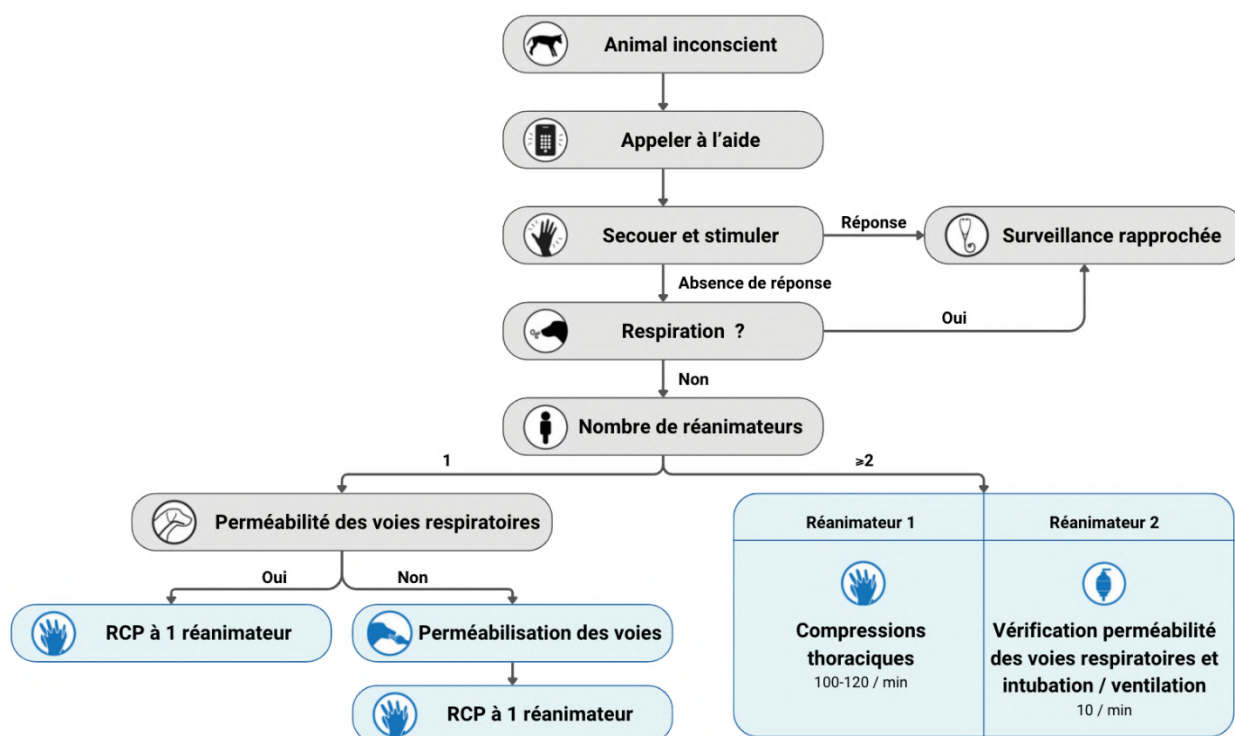 Animal inconscient
Appeler à l'aide
Secouer et stimuler
Réponse
Surveillance rapprochée
Absence de réponse
Respiration ?
Oui
Non
Nombre de réanimateurs
1
⩾2
Perméabilité des voies respiratoires
Oui
Non
RCP à 1 réanimateur
Perméabilisation des voies
RCP à 1 réanimateur
Réanimateur 1
Réanimateur 2
Compressions
thoraciques
100-120 / min
Vérification perméabilité
des voies respiratoires et
intubation / ventilation
10 / min